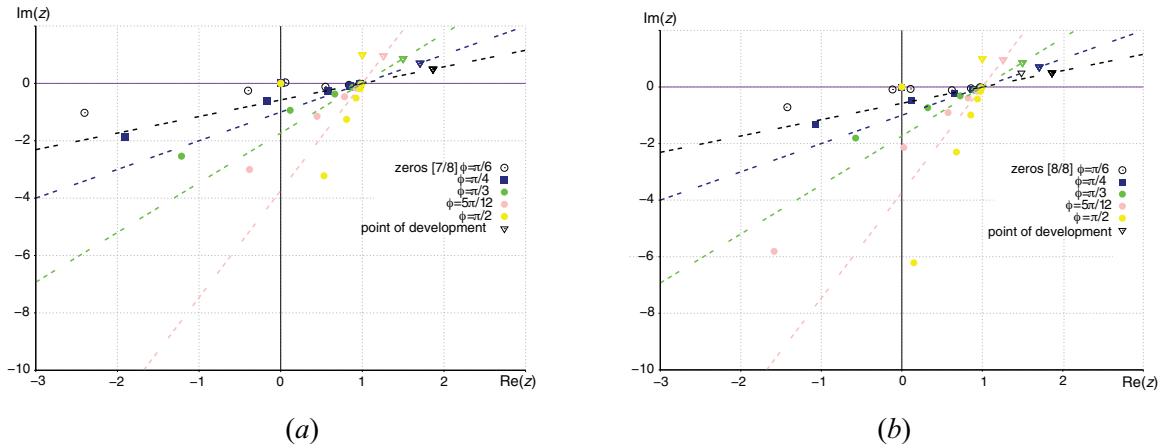 Im(z)
0
−2
−4
−6
−8
−10
−3
−2
−1
0
1
2
Re(z)
zeros [7/8] ϕ=π/6
ϕ=π/4
ϕ=π/3
ϕ=5π/12
ϕ=π/2
point of development
(a)
Im(z)
0
−2
−4
−6
−8
−10
−3
−2
−1
0
1
2
Re(z)
zeros [8/8] ϕ=π/6
ϕ=π/4
ϕ=π/3
ϕ=5π/12
ϕ=π/2
point of development
(b)